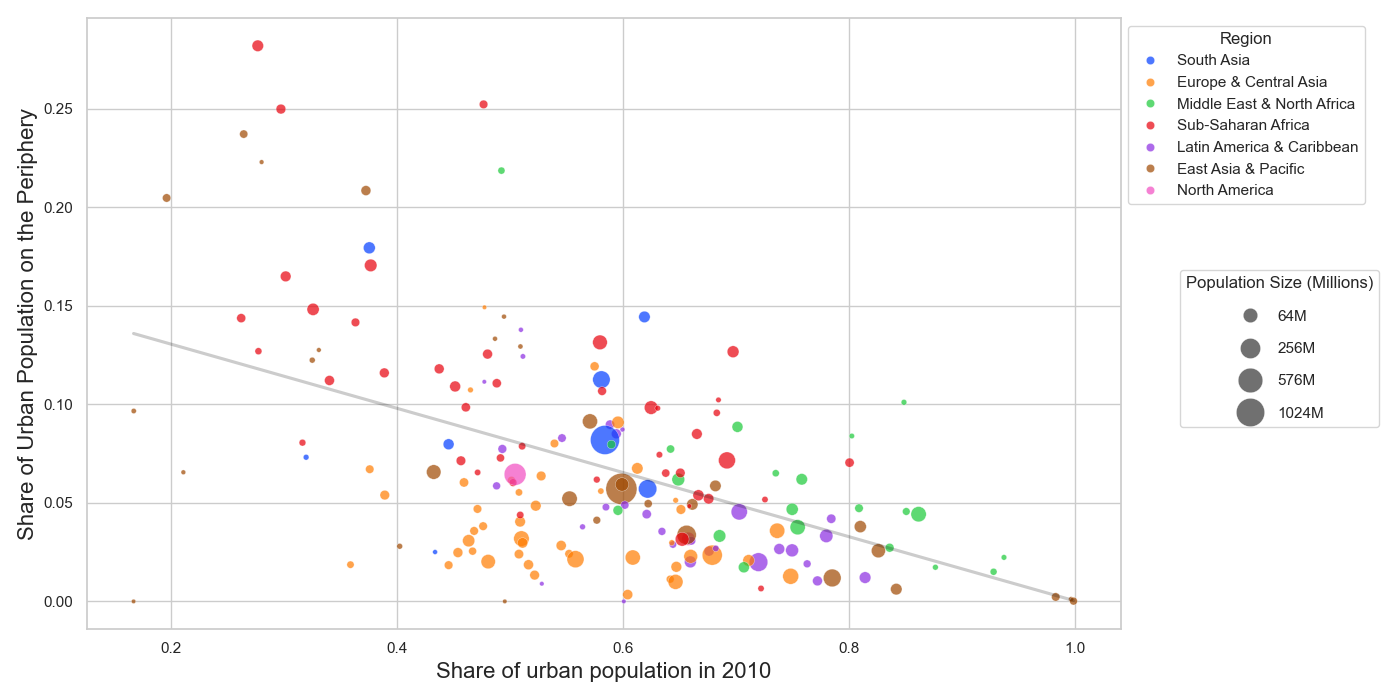 Share of Urban Population on the Periphery
0.25
0.20
0.15
0.10
0.05
0.00
0.2
0.4
0.6
0.8
1.0
Share of urban population in 2010
Region
South Asia
Europe & Central Asia
Middle East & North Africa
Sub-Saharan Africa
Latin America & Caribbean
East Asia & Pacific
North America
Population Size (Millions)
64M
256M
576M
1024M